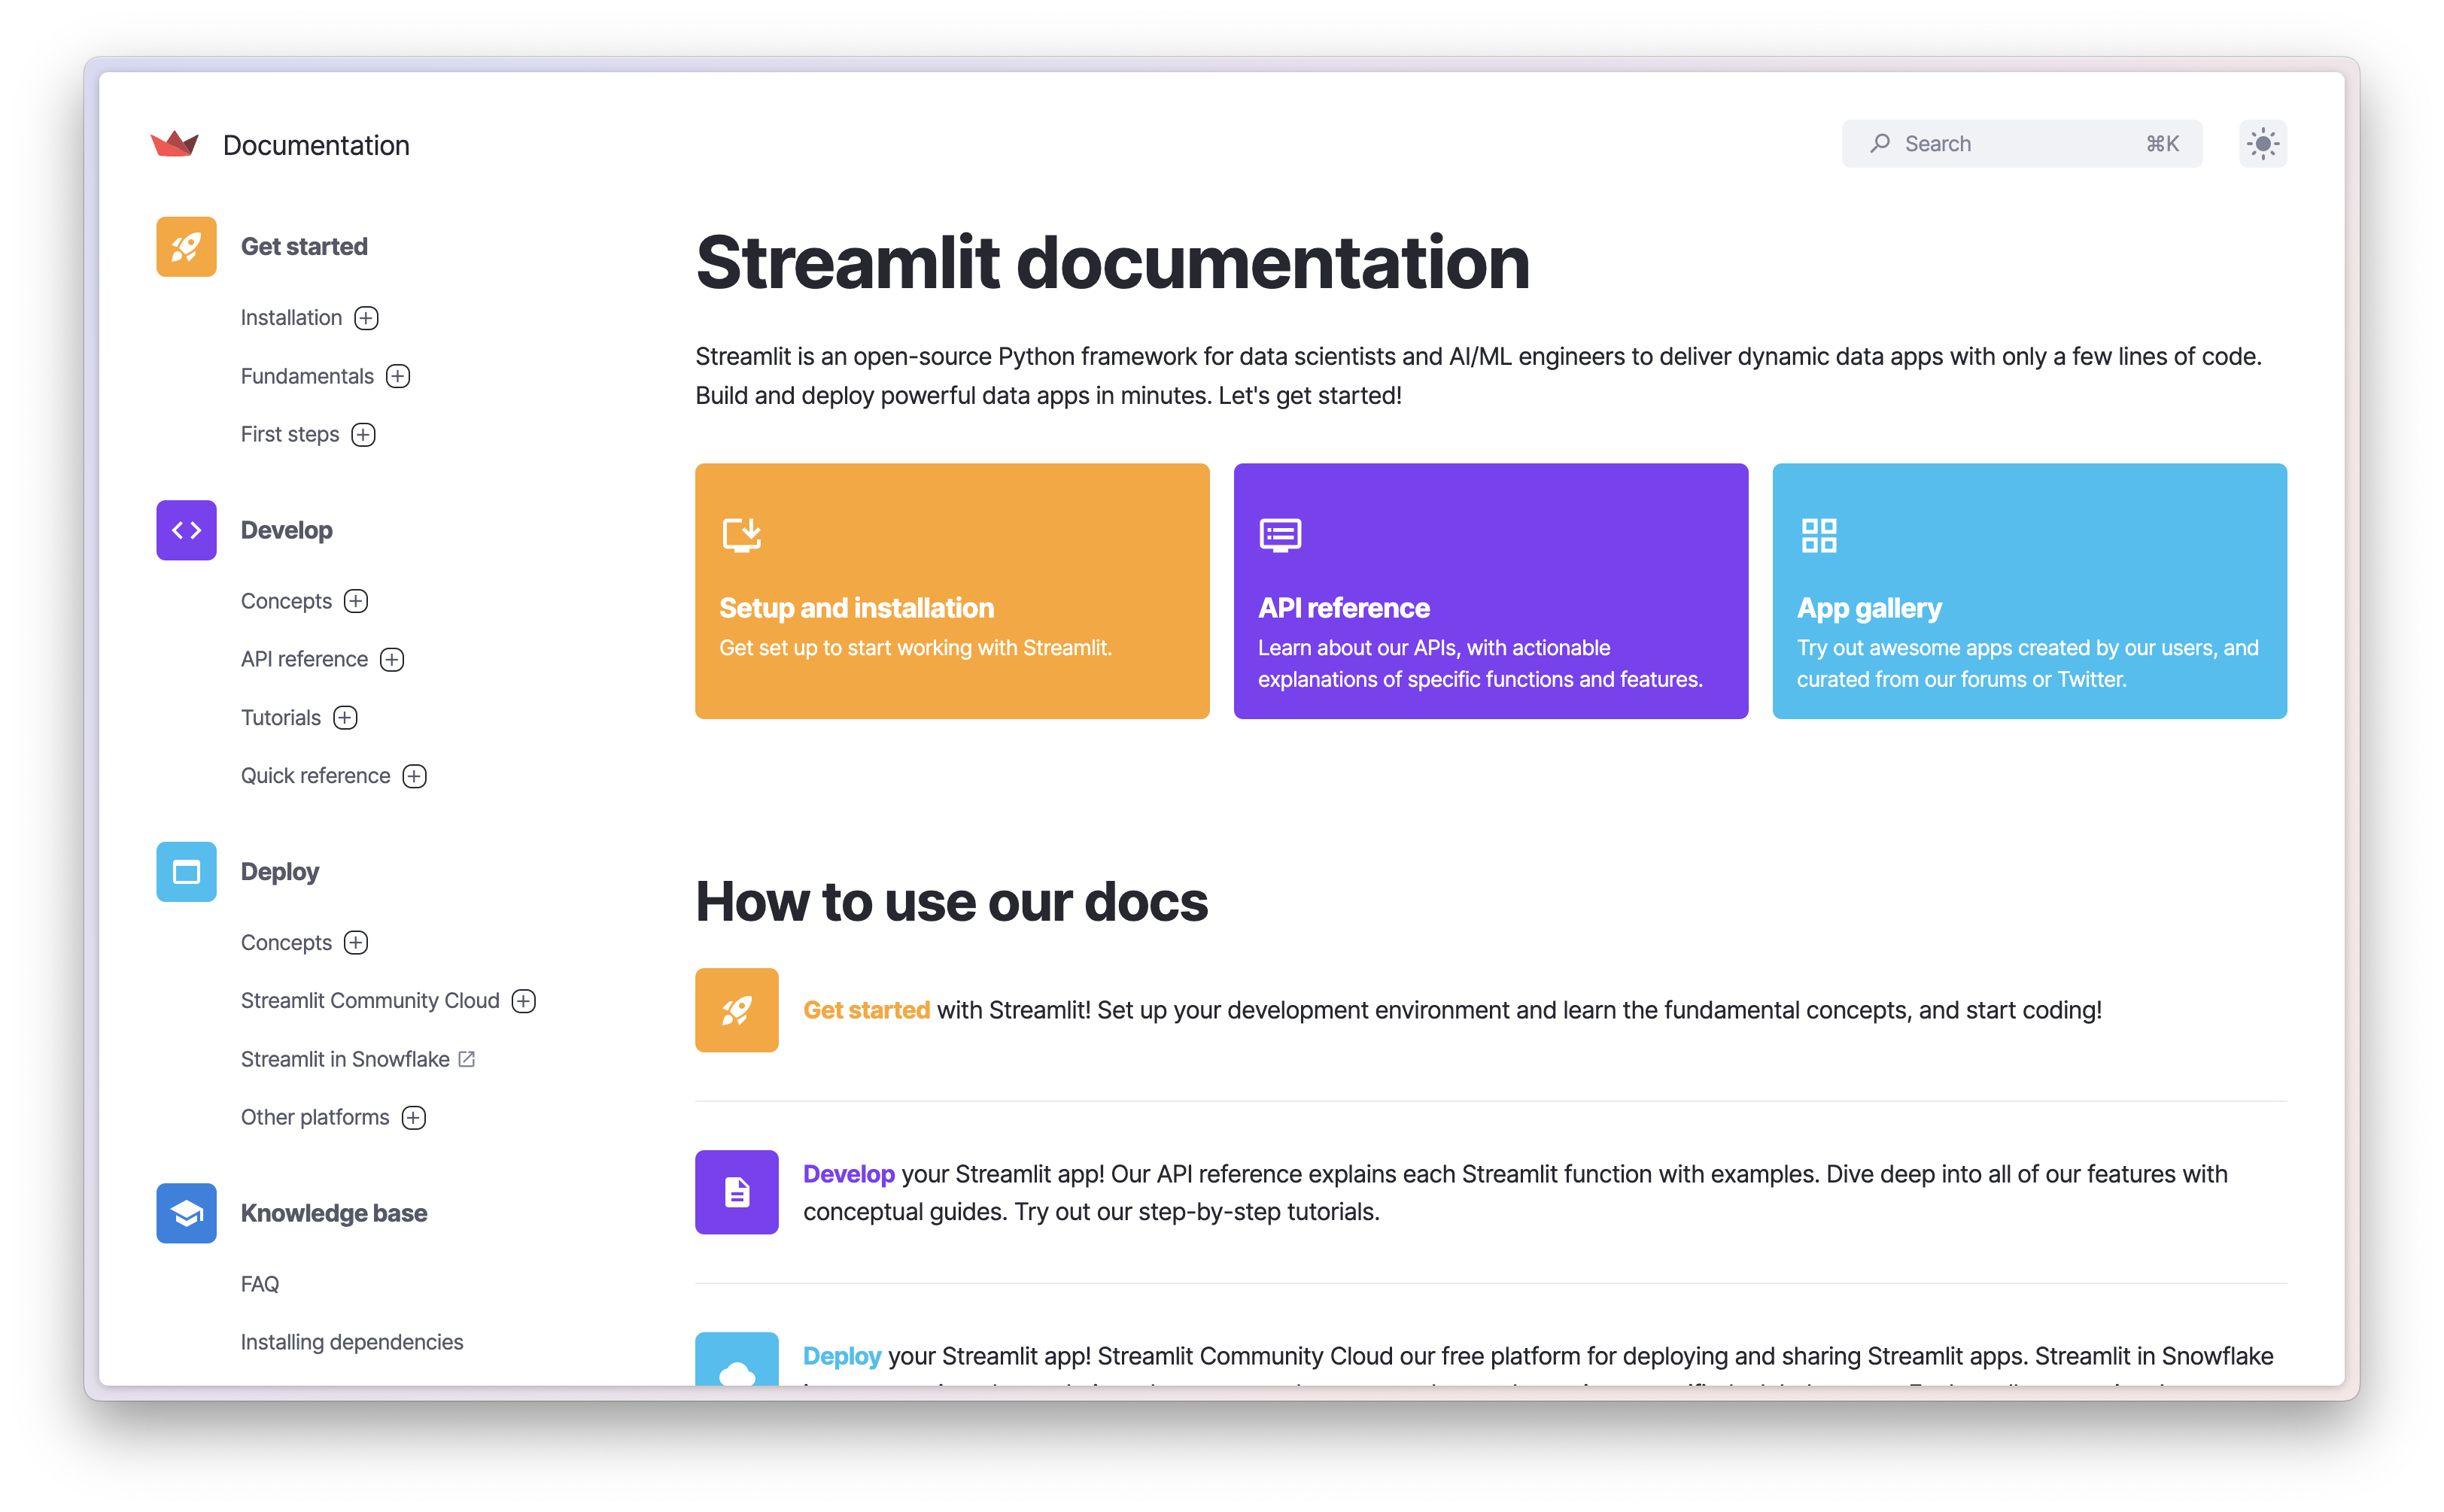 Documentation
Search ⌘K
Get started
Installation
Fundamentals
First steps
Develop
Concepts
API reference
Tutorials
Quick reference
Deploy
Concepts
Streamlit Community Cloud
Streamlit in Snowflake
Other platforms
Knowledge base
FAQ
Installing dependencies
Streamlit documentation
Streamlit is an open-source Python framework for data scientists and AI/ML engineers to deliver dynamic data apps with only a few lines of code.
Build and deploy powerful data apps in minutes. Let's get started!
Setup and installation
Get set up to start working with Streamlit.
API reference
Learn about our APIs, with actionable
explanations of specific functions and features.
App gallery
Try out awesome apps created by our users, and
curated from our forums or Twitter.
How to use our docs
Get started with Streamlit! Set up your development environment and learn the fundamental concepts, and start coding!
Develop your Streamlit app! Our API reference explains each Streamlit function with examples. Dive deep into all of our features with
conceptual guides. Try out our step-by-step tutorials.
Deploy your Streamlit app! Streamlit Community Cloud our free platform for deploying and sharing Streamlit apps. Streamlit in Snowflake